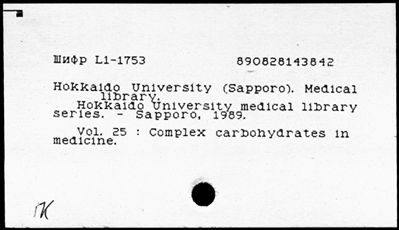 Шифр L1-1753 890828143842
Hokkaido University (Sapporo). Medical
library.
Hokkaido University medical library
series. - Sapporo, 1989.
Vol. 25 : Complex carbohydrates in
medicine.